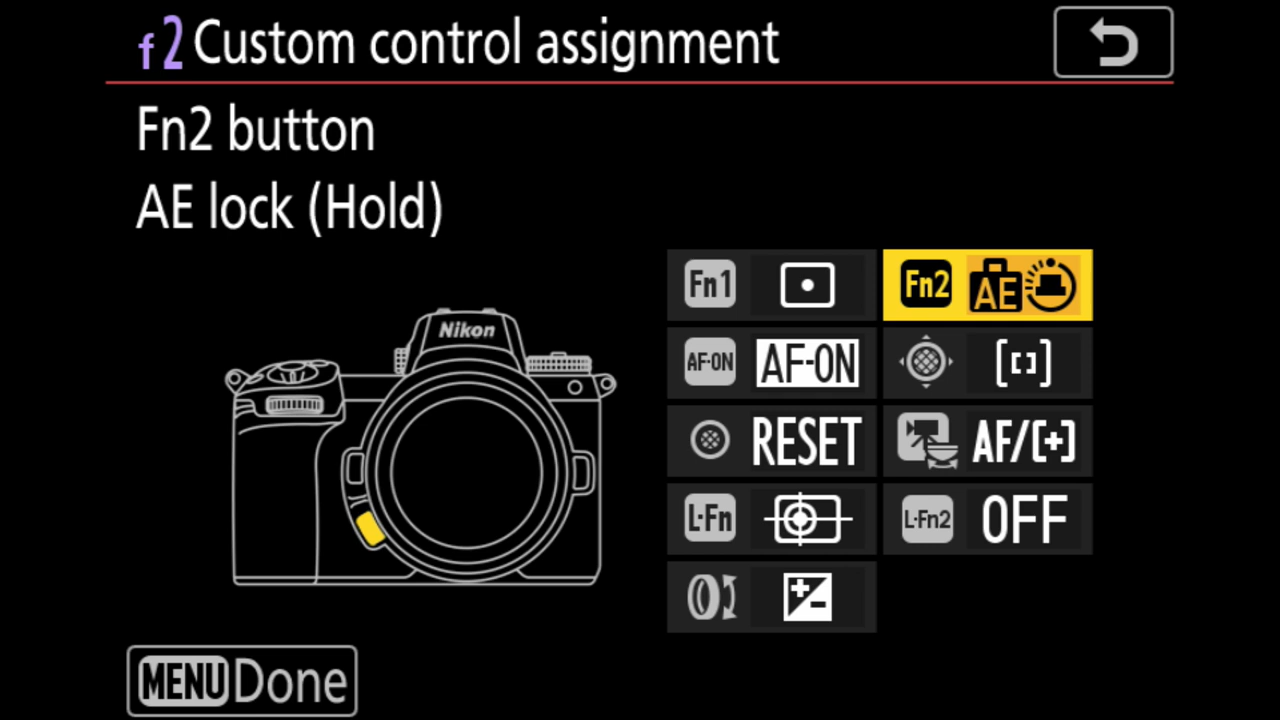 f2 Custom control assignment
Fn2 button
AE lock (Hold)
Nikon
Fn1
Fn2 AE
AF-ON AF-ON
RESET
AF/[+]
L·Fn
L·Fn2 OFF
MENU Done